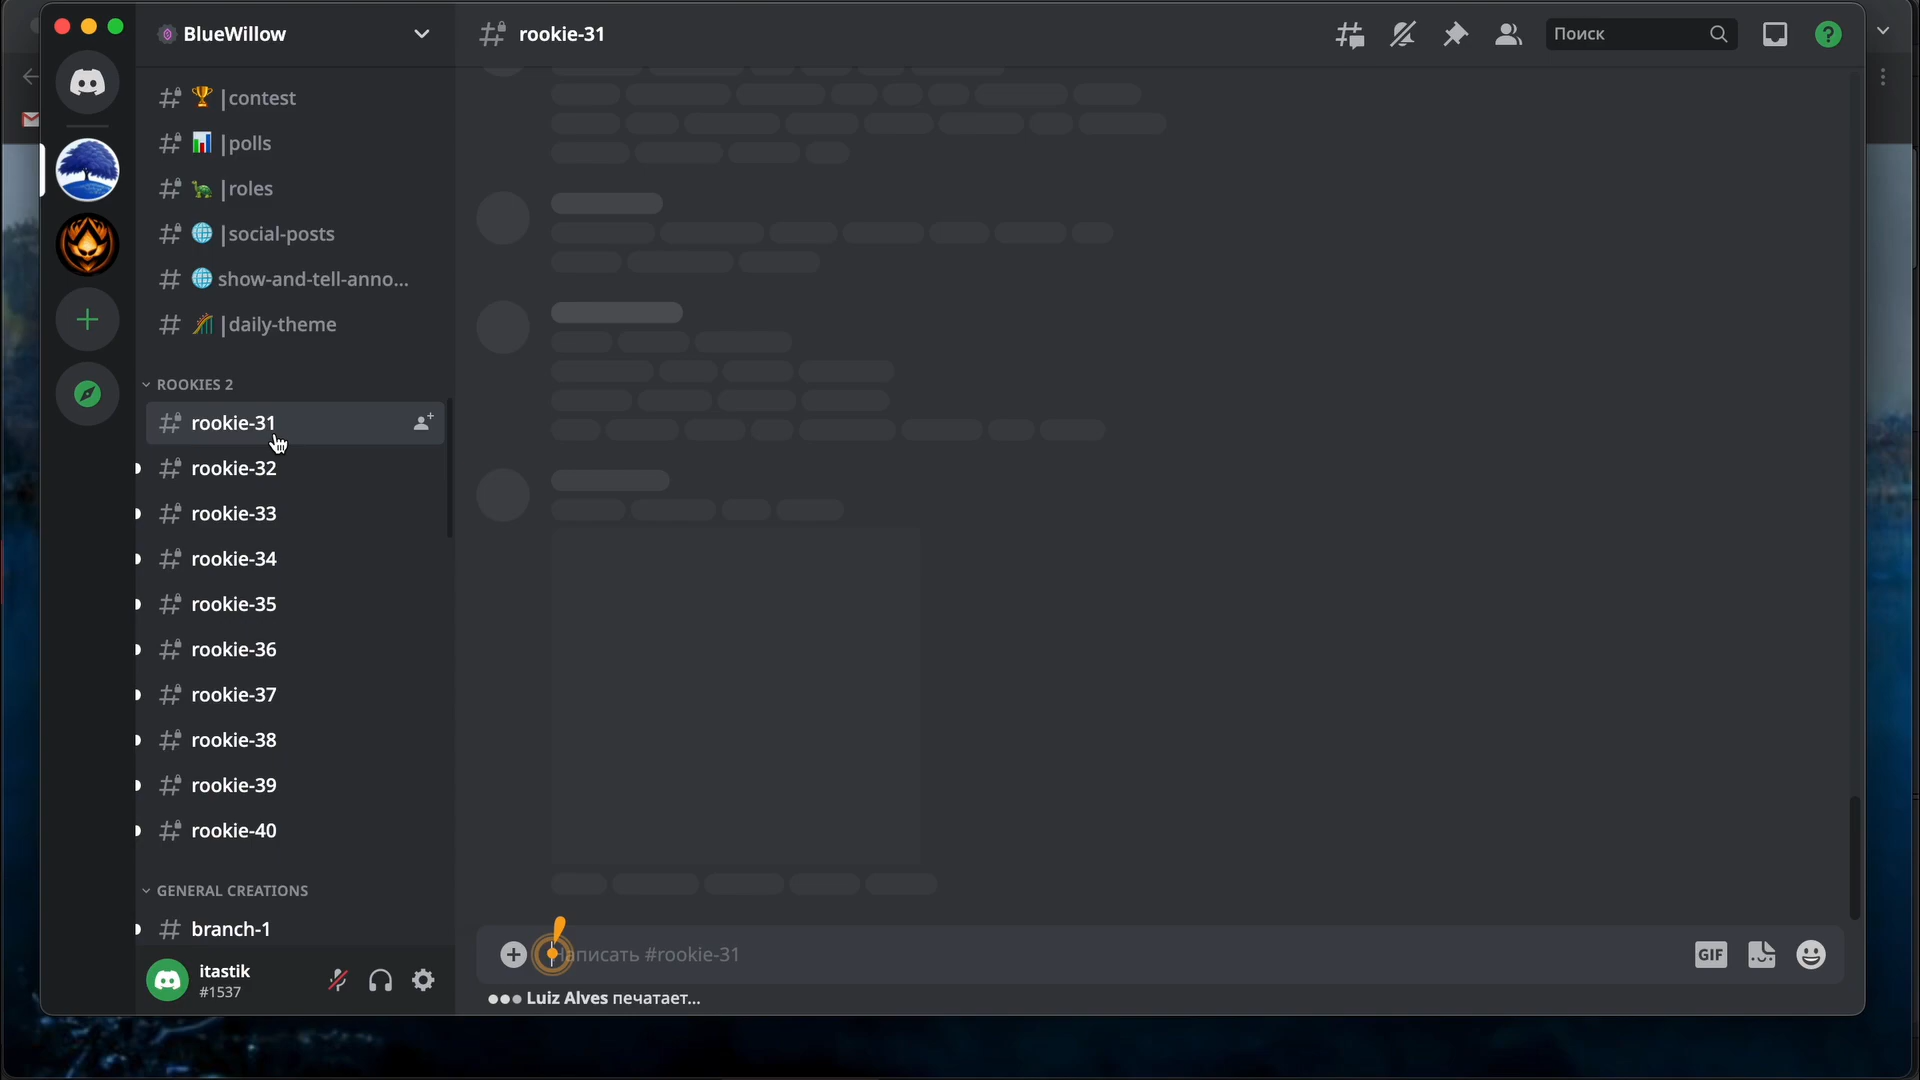 BlueWillow
rookie-31
Поиск
|contest
|polls
|roles
|social-posts
show-and-tell-anno...
|daily-theme
ROOKIES 2
rookie-31
rookie-32
rookie-33
rookie-34
rookie-35
rookie-36
rookie-37
rookie-38
rookie-39
rookie-40
GENERAL CREATIONS
branch-1
itastik
#1537
аписать #rookie-31
GIF
Luiz Alves печатает...